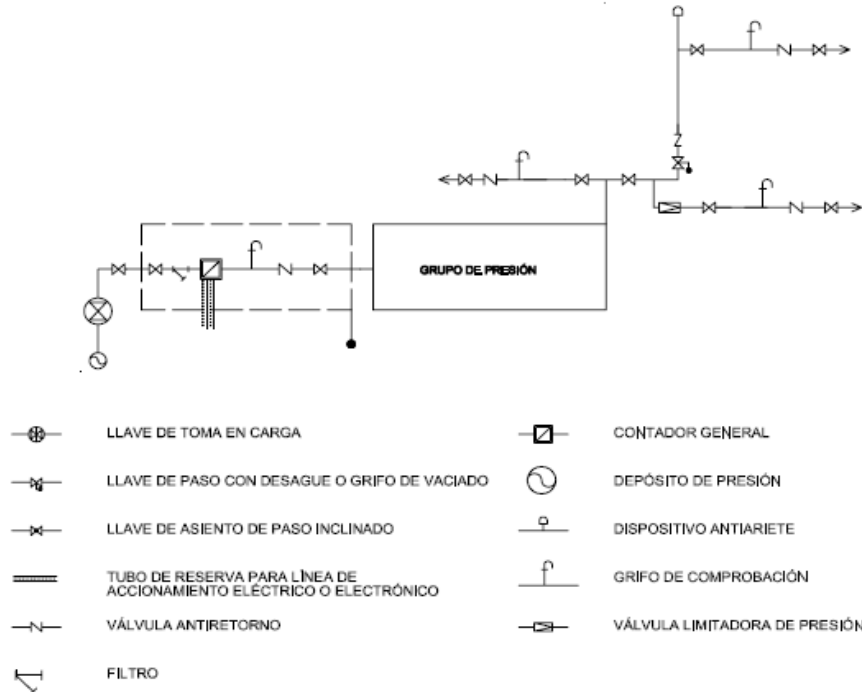 GRUPO DE PRESIÓN
LLAVE DE TOMA EN CARGA
CONTADOR GENERAL
LLAVE DE PASO CON DESAGUE O GRIFO DE VACIADO
DEPÓSITO DE PRESIÓN
LLAVE DE ASIENTO DE PASO INCLINADO
DISPOSITIVO ANTIARIETE
TUBO DE RESERVA PARA LÍNEA DE
ACCIONAMIENTO ELÉCTRICO O ELECTRÓNICO
GRIFO DE COMPROBACIÓN
VÁLVULA ANTIRETORNO
VÁLVULA LIMITADORA DE PRESIÓN
FILTRO